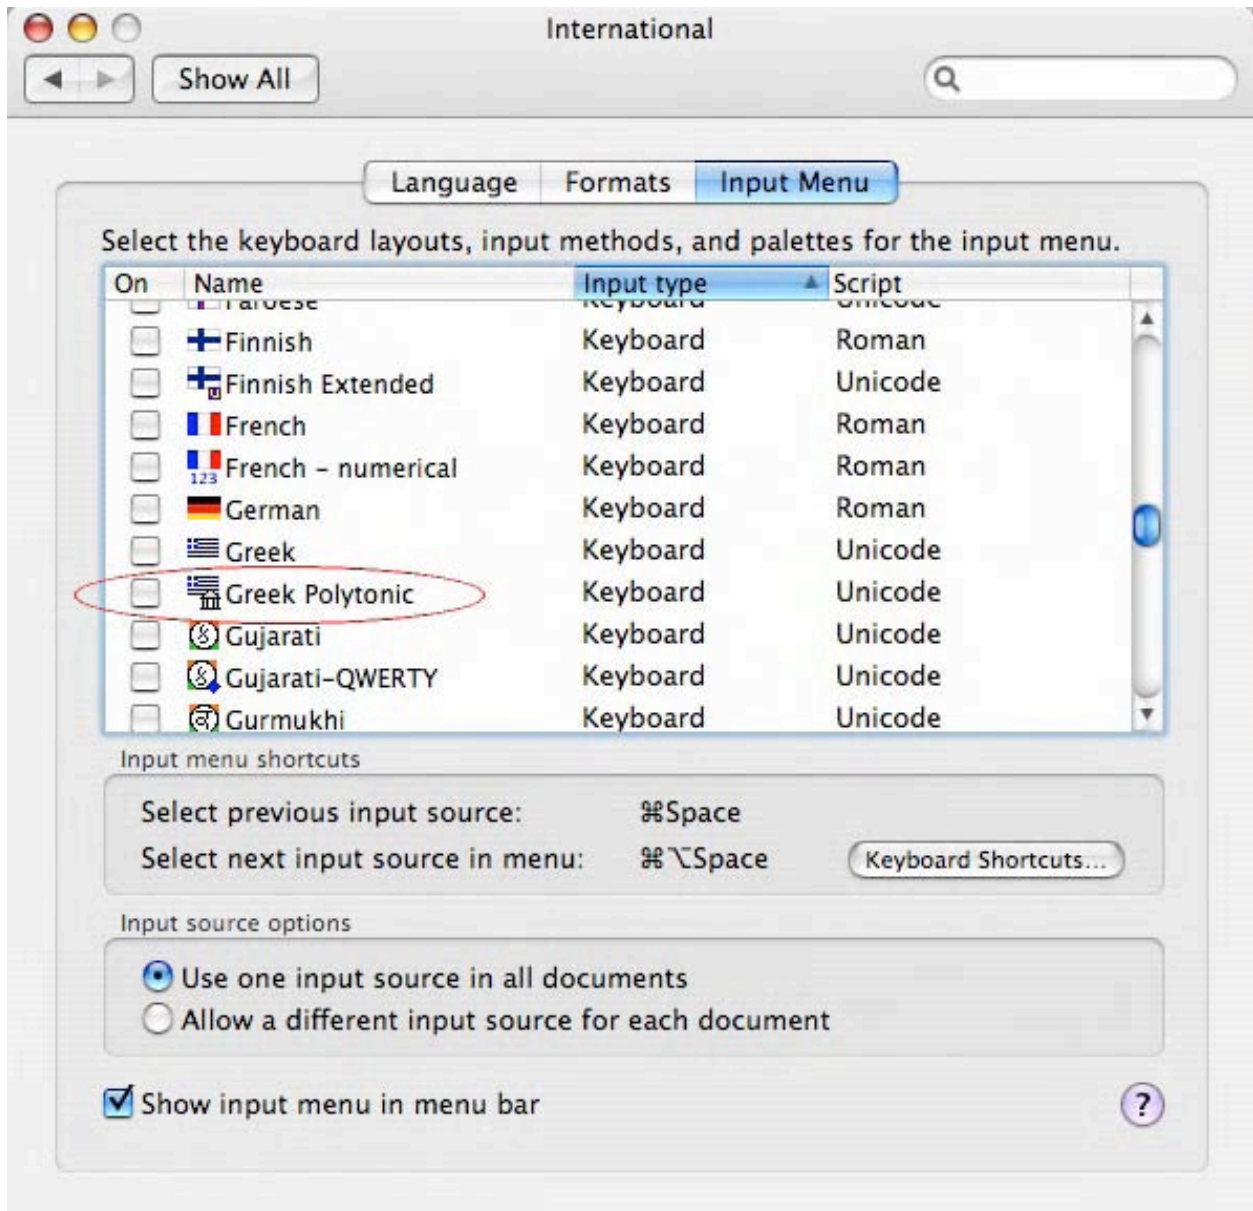 International
Show All
Language Formats Input Menu
Select the keyboard layouts, input methods, and palettes for the input menu.
On Name Input type Script
Faroese Keyboard Unicode
Finnish Keyboard Roman
Finnish Extended Keyboard Unicode
French Keyboard Roman
123 French – numerical Keyboard Roman
German Keyboard Roman
Greek Keyboard Unicode
Greek Polytonic Keyboard Unicode
Gujarati Keyboard Unicode
Gujarati-QWERTY Keyboard Unicode
Gurmukhi Keyboard Unicode
Input menu shortcuts
Select previous input source: ⌘Space
Select next input source in menu: ⌘⌥Space Keyboard Shortcuts...
Input source options
Use one input source in all documents
Allow a different input source for each document
Show input menu in menu bar ?